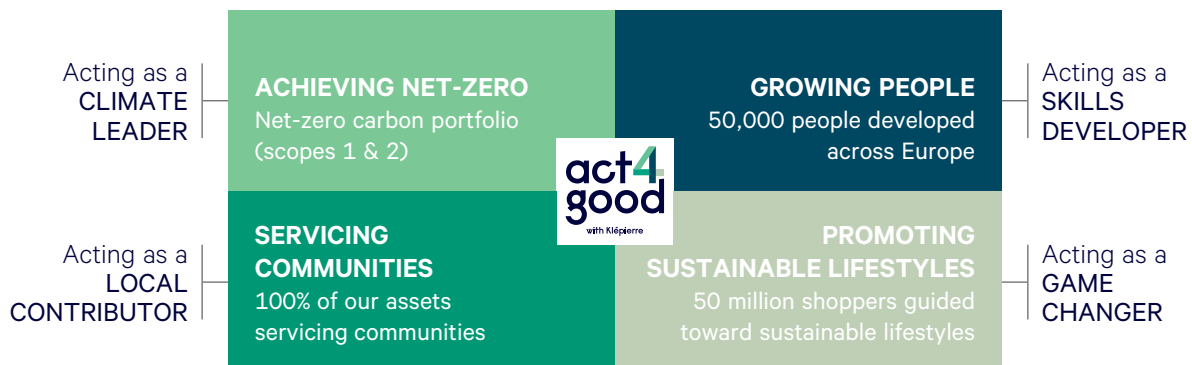 Acting as a
CLIMATE
LEADER
ACHIEVING NET-ZERO
Net-zero carbon portfolio
(scopes 1 & 2)
GROWING PEOPLE
50,000 people developed
across Europe
Acting as a
SKILLS
DEVELOPER
act4
good
with Klépierre
Acting as a
LOCAL
CONTRIBUTOR
SERVICING
COMMUNITIES
100% of our assets
servicing communities
PROMOTING
SUSTAINABLE LIFESTYLES
50 million shoppers guided
toward sustainable lifestyles
Acting as a
GAME
CHANGER